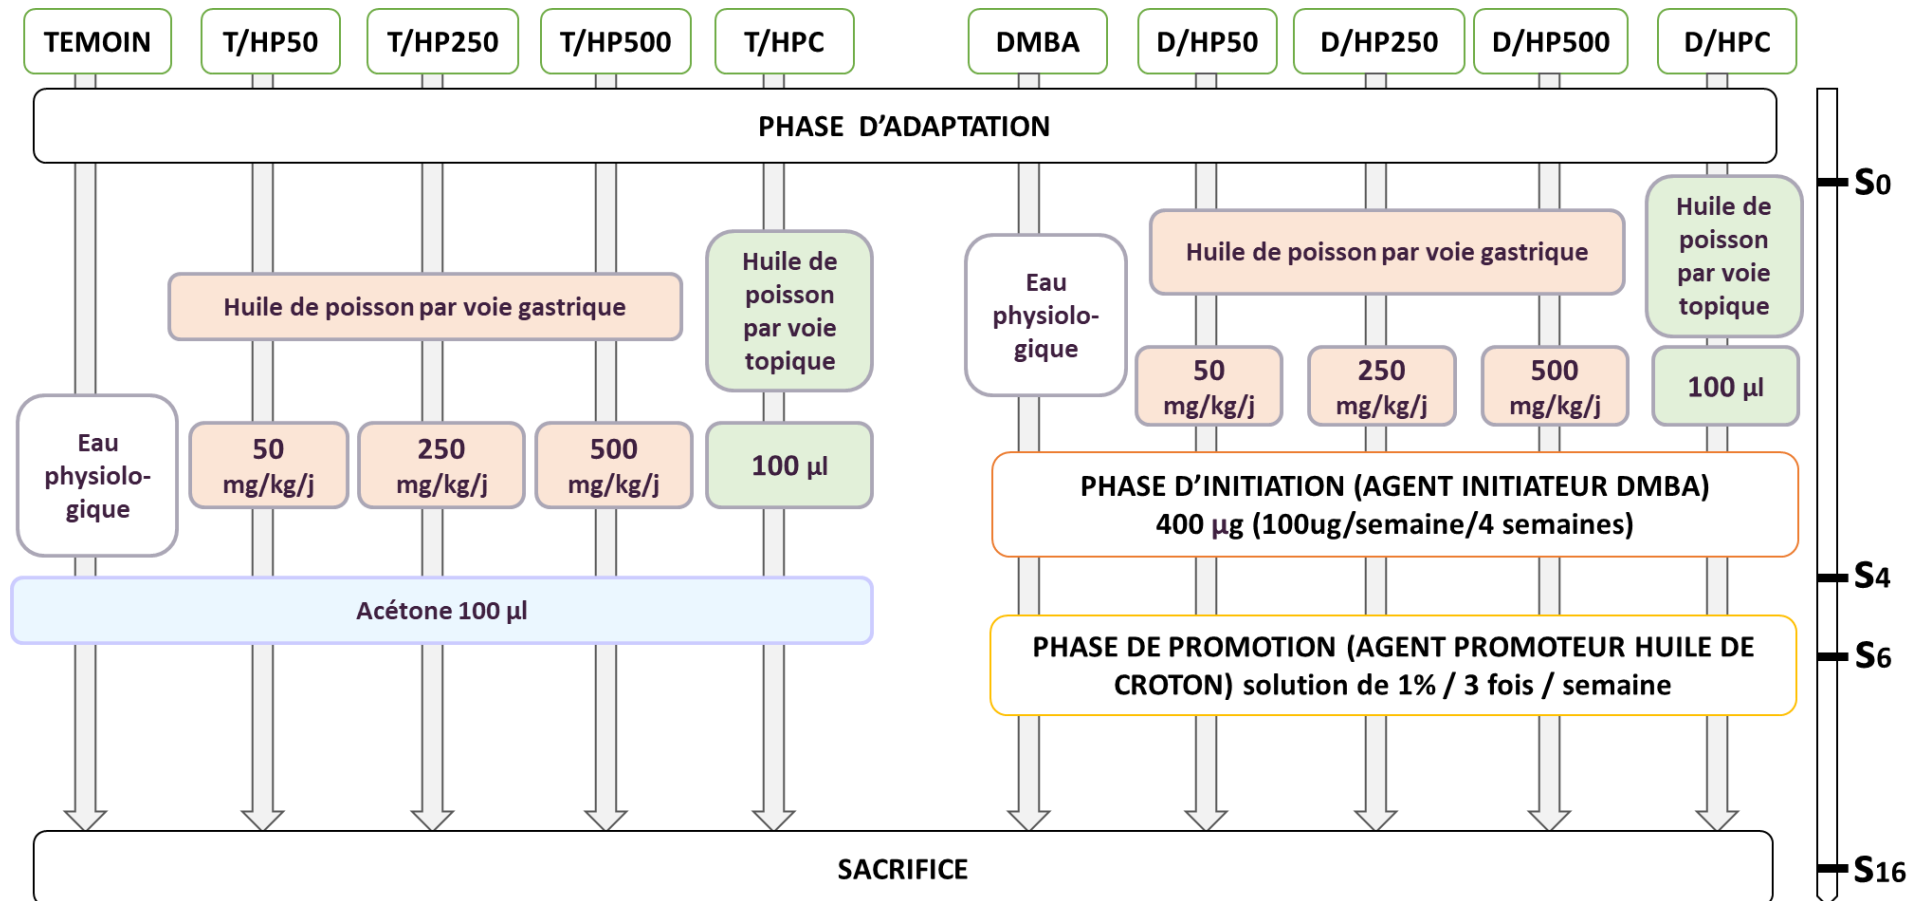 TEMOIN
T/HP50
T/HP250
T/HP500
T/HPC
DMBA
D/HP50
D/HP250
D/HP500
D/HPC
PHASE D’ADAPTATION
S0
Huile de poisson par voie gastrique
Huile de
poisson
par voie
topique
Eau
physiolo-
gique
50
mg/kg/j
250
mg/kg/j
500
mg/kg/j
100 µl
Acétone 100 µl
Eau
physiolo-
gique
Huile de poisson par voie gastrique
Huile de
poisson
par voie
topique
50
mg/kg/j
250
mg/kg/j
500
mg/kg/j
100 µl
PHASE D’INITIATION (AGENT INITIATEUR DMBA)
400 µg (100ug/semaine/4 semaines)
S4
PHASE DE PROMOTION (AGENT PROMOTEUR HUILE DE
CROTON) solution de 1% / 3 fois / semaine
S6
SACRIFICE
S16